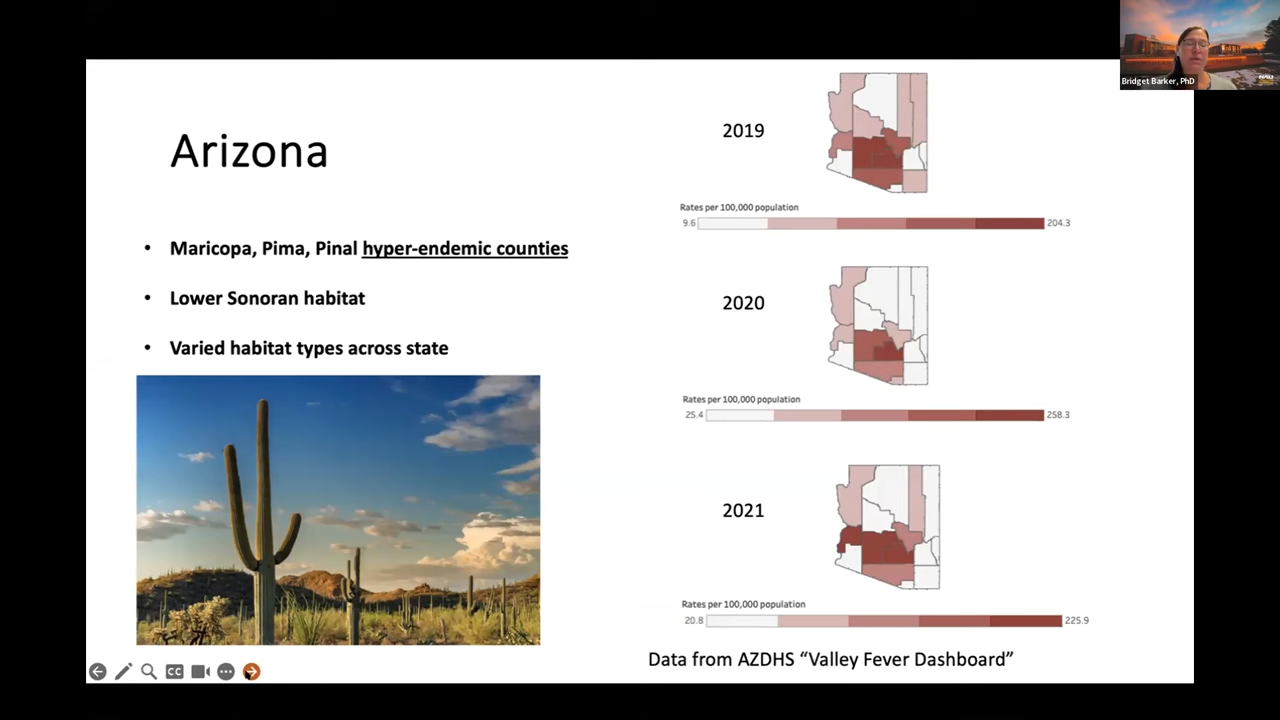 Bridget Barker, PhD
NAU
Arizona
• Maricopa, Pima, Pinal hyper-endemic counties
• Lower Sonoran habitat
• Varied habitat types across state
2019
Rates per 100,000 population
9.6
204.3
2020
Rates per 100,000 population
25.4
258.3
2021
Rates per 100,000 population
20.8
225.9
Data from AZDHS “Valley Fever Dashboard”
CC